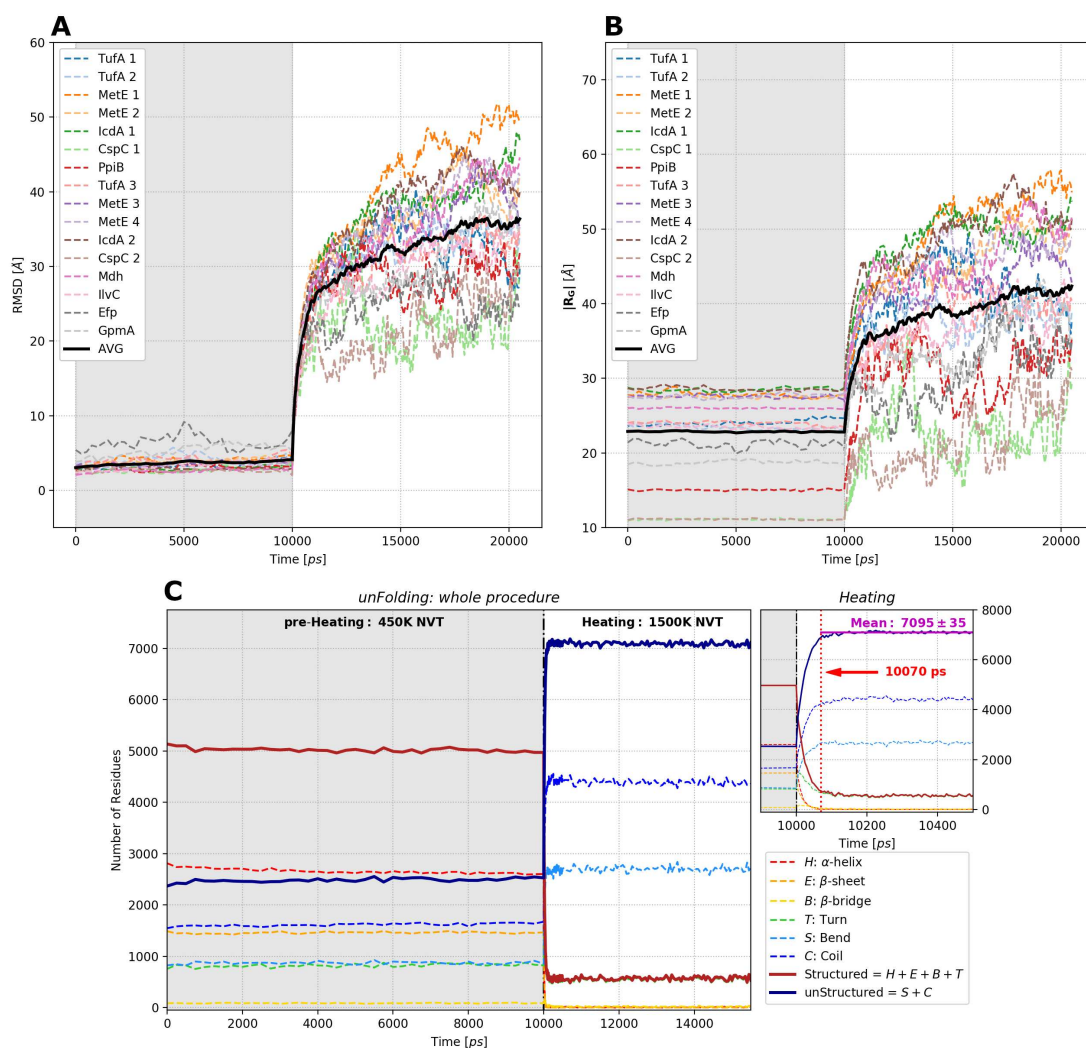 A
60
50
40
30
20
10
0
RMSD [Å]
TufA 1
TufA 2
MetE 1
MetE 2
IcdA 1
CspC 1
PpiB
TufA 3
MetE 3
MetE 4
IcdA 2
CspC 2
Mdh
IlvC
Efp
GpmA
AVG
0 5000 10000 15000 20000
Time [ps]
B
70
60
50
40
30
20
10
|R_G| [Å]
TufA 1
TufA 2
MetE 1
MetE 2
IcdA 1
CspC 1
PpiB
TufA 3
MetE 3
MetE 4
IcdA 2
CspC 2
Mdh
IlvC
Efp
GpmA
AVG
0 5000 10000 15000 20000
Time [ps]
C
unFolding: whole procedure
pre-Heating: 450K NVT
Heating: 1500K NVT
7000
6000
5000
4000
3000
2000
1000
0
Number of Residues
0 2000 4000 6000 8000 10000 12000 14000
Time [ps]
Heating
Mean: 7095 ± 35
10070 ps
8000
6000
4000
2000
0
10000 10200 10400
Time [ps]
H: α-helix
E: β-sheet
B: β-bridge
T: Turn
S: Bend
C: Coil
Structured = H + E + B + T
unStructured = S + C